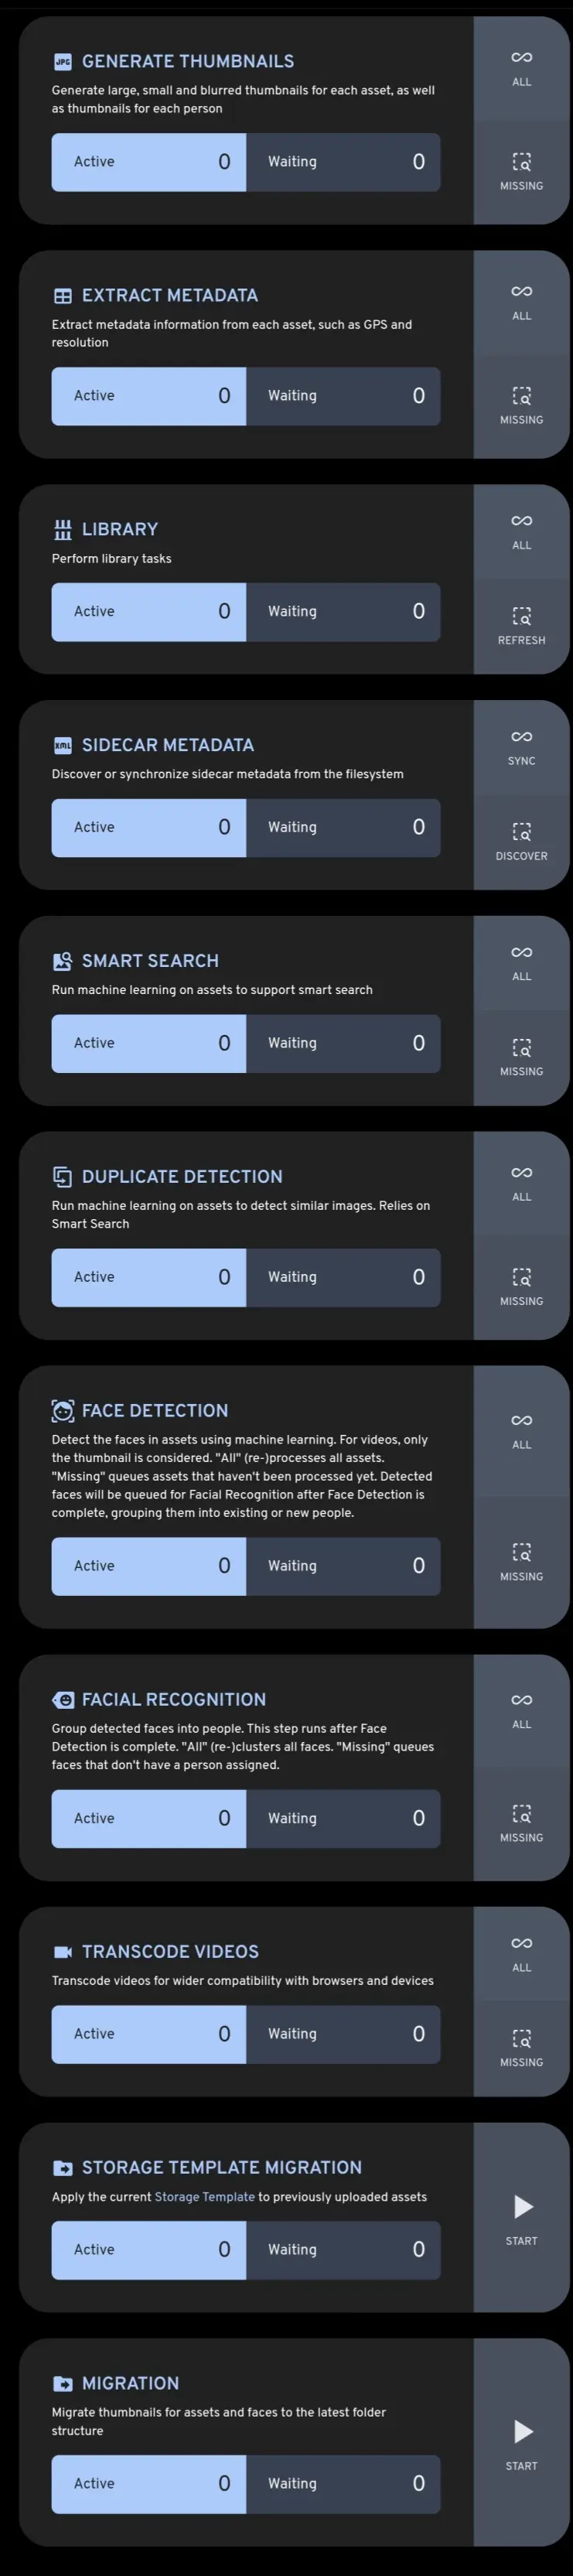 JPG GENERATE THUMBNAILS
Generate large, small and blurred thumbnails for each asset, as well
as thumbnails for each person
Active 0 Waiting 0
ALL
MISSING
EXTRACT METADATA
Extract metadata information from each asset, such as GPS and
resolution
Active 0 Waiting 0
ALL
MISSING
LIBRARY
Perform library tasks
Active 0 Waiting 0
ALL
REFRESH
XML SIDECAR METADATA
Discover or synchronize sidecar metadata from the filesystem
Active 0 Waiting 0
SYNC
DISCOVER
SMART SEARCH
Run machine learning on assets to support smart search
Active 0 Waiting 0
ALL
MISSING
DUPLICATE DETECTION
Run machine learning on assets to detect similar images. Relies on
Smart Search
Active 0 Waiting 0
ALL
MISSING
FACE DETECTION
Detect the faces in assets using machine learning. For videos, only
the thumbnail is considered. "All" (re-)processes all assets.
"Missing" queues assets that haven't been processed yet. Detected
faces will be queued for Facial Recognition after Face Detection is
complete, grouping them into existing or new people.
Active 0 Waiting 0
ALL
MISSING
FACIAL RECOGNITION
Group detected faces into people. This step runs after Face
Detection is complete. "All" (re-)clusters all faces. "Missing" queues
faces that don't have a person assigned.
Active 0 Waiting 0
ALL
MISSING
TRANSCODE VIDEOS
Transcode videos for wider compatibility with browsers and devices
Active 0 Waiting 0
ALL
MISSING
STORAGE TEMPLATE MIGRATION
Apply the current Storage Template to previously uploaded assets
Active 0 Waiting 0
START
MIGRATION
Migrate thumbnails for assets and faces to the latest folder
structure
Active 0 Waiting 0
START